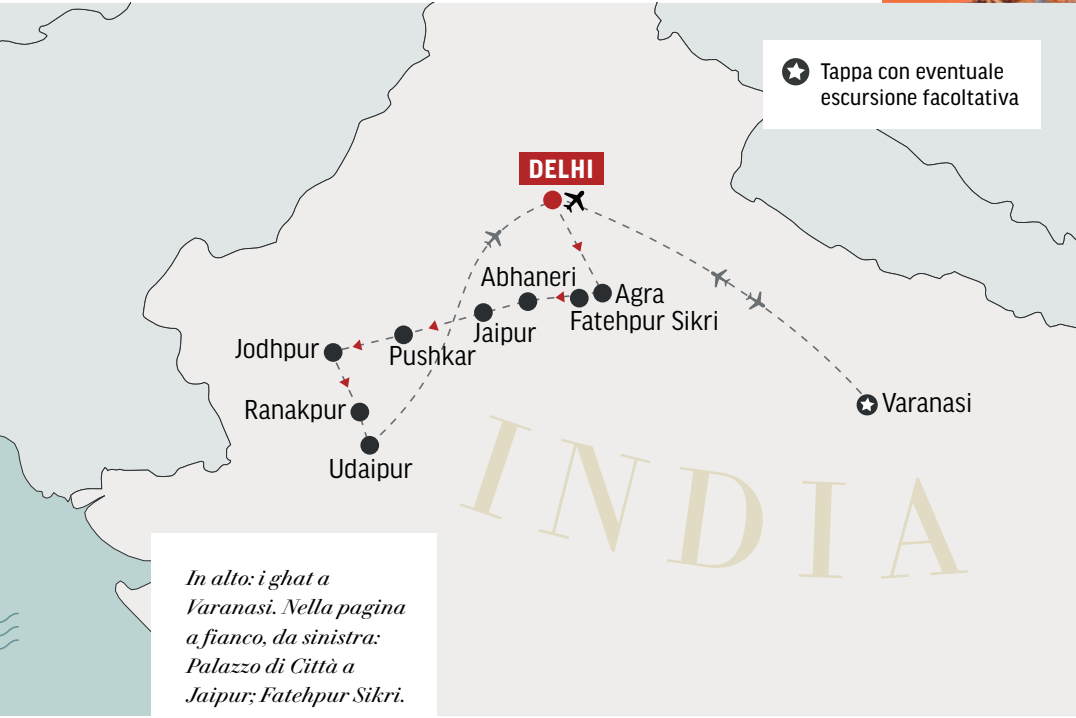 Tappa con eventuale
escursione facoltativa
DELHI
Abhaneri
Agra
Fatehpur Sikri
Jaipur
Jodhpur
Pushkar
Ranakpur
Varanasi
Udaipur
INDIA
In alto: i ghat a
Varanasi. Nella pagina
a fianco, da sinistra:
Palazzo di Città a
Jaipur; Fatehpur Sikri.